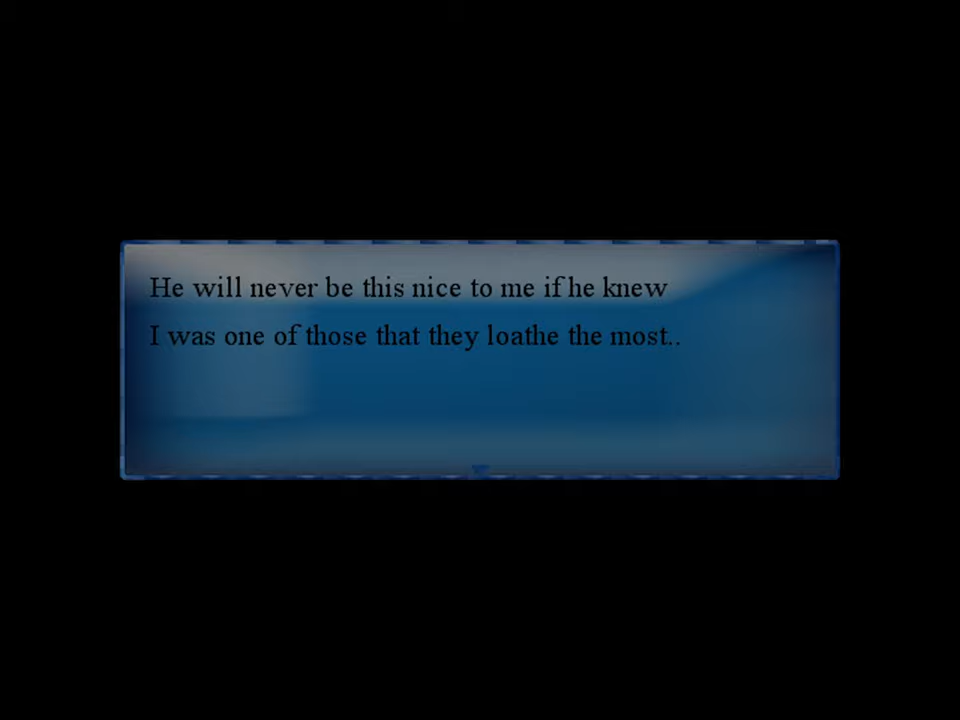 He will never be this nice to me if he knew
I was one of those that they loathe the most..